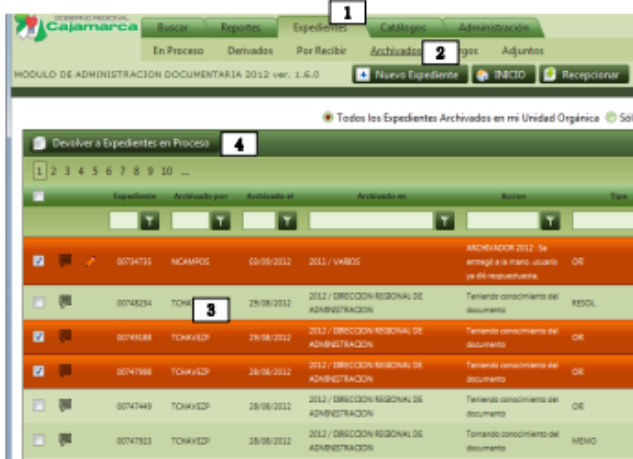 GOBIERNO REGIONAL
Cajamarca
Buscar Reportes Expedientes Catálogos Administración
1
En Proceso Derivados Por Recibir Archivados 2 rgos Adjuntos
MODULO DE ADMINISTRACION DOCUMENTARIA 2012 ver. 1.6.0 Nuevo Expediente INICIO Recepcionar
Todos los Expedientes Archivados en mi Unidad Orgánica Sól
Devolver a Expedientes en Proceso 4
1 2 3 4 5 6 7 8 9 10 ...
Expediente Archivado por Archivado el Archivado en Accion Tipo
00734735 NCAMPOS 03/09/2012 2011 / VARIOS ARCHIVADOR 2012 - Se entregó a la mano. usuario ya dió respuestuesta. OR
00748234 TCHA 3 29/08/2012 2012 / DIRECCION REGIONAL DE ADMINISTRACION Teniendo conocimiento del documento RESOL.
00749188 TCHAVEZP 29/08/2012 2012 / DIRECCION REGIONAL DE ADMINISTRACION Teniendo conocimiento del documento OR
00747998 TCHAVEZP 28/08/2012 2012 / DIRECCION REGIONAL DE ADMINISTRACION Teniendo conocimiento del documento OR
00747449 TCHAVEZP 28/08/2012 2012 / DIRECCION REGIONAL DE ADMINISTRACION Teniendo conocimiento del documento OR
00747923 TCHAVEZP 28/08/2012 2012 / DIRECCION REGIONAL DE ADMINISTRACION Tomando conocimiento del documento MEMO